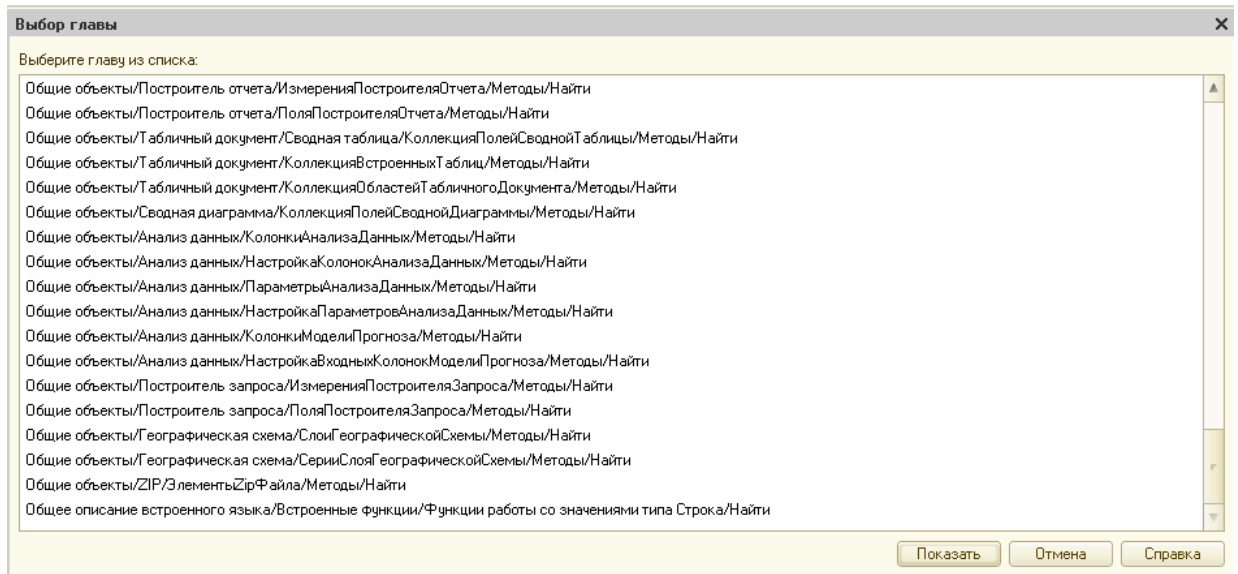 Выбор главы
Выберите главу из списка:
Общие объекты/Построитель отчета/ИзмеренияПостроителяОтчета/Методы/Найти
Общие объекты/Построитель отчета/ПоляПостроителяОтчета/Методы/Найти
Общие объекты/Табличный документ/Сводная таблица/КоллекцияПолейСводнойТаблицы/Методы/Найти
Общие объекты/Табличный документ/КоллекцияВстроенныхТаблиц/Методы/Найти
Общие объекты/Табличный документ/КоллекцияОбластейТабличногоДокумента/Методы/Найти
Общие объекты/Сводная диаграмма/КоллекцияПолейСводнойДиаграммы/Методы/Найти
Общие объекты/Анализ данных/КолонкиАнализаДанных/Методы/Найти
Общие объекты/Анализ данных/НастройкаКолонокАнализаДанных/Методы/Найти
Общие объекты/Анализ данных/ПараметрыАнализаДанных/Методы/Найти
Общие объекты/Анализ данных/НастройкаПараметровАнализаДанных/Методы/Найти
Общие объекты/Анализ данных/КолонкиМоделиПрогноза/Методы/Найти
Общие объекты/Анализ данных/НастройкаВходныхКолонокМоделиПрогноза/Методы/Найти
Общие объекты/Построитель запроса/ИзмеренияПостроителяЗапроса/Методы/Найти
Общие объекты/Построитель запроса/ПоляПостроителяЗапроса/Методы/Найти
Общие объекты/Географическая схема/СлоиГеографическойСхемы/Методы/Найти
Общие объекты/Географическая схема/СерииСлояГеографическойСхемы/Методы/Найти
Общие объекты/ZIP/ЭлементыZipФайла/Методы/Найти
Общее описание встроенного языка/Встроенные функции/Функции работы со значениями типа Строка/Найти
Показать Отмена Справка